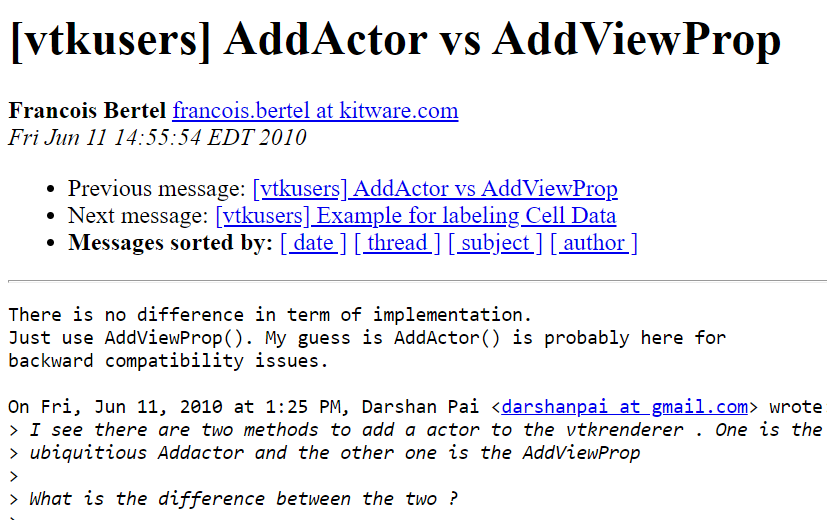 [vtkusers] AddActor vs AddViewProp
Francois Bertel francois.bertel at kitware.com
Fri Jun 11 14:55:54 EDT 2010
• Previous message: [vtkusers] AddActor vs AddViewProp
• Next message: [vtkusers] Example for labeling Cell Data
• Messages sorted by: [ date ] [ thread ] [ subject ] [ author ]
There is no difference in term of implementation.
Just use AddViewProp(). My guess is AddActor() is probably here for
backward compatibility issues.
On Fri, Jun 11, 2010 at 1:25 PM, Darshan Pai <darshanpai at gmail.com> wrote
> I see there are two methods to add a actor to the vtkrenderer . One is the
> ubiquitious Addactor and the other one is the AddViewProp
>
> What is the difference between the two ?
>